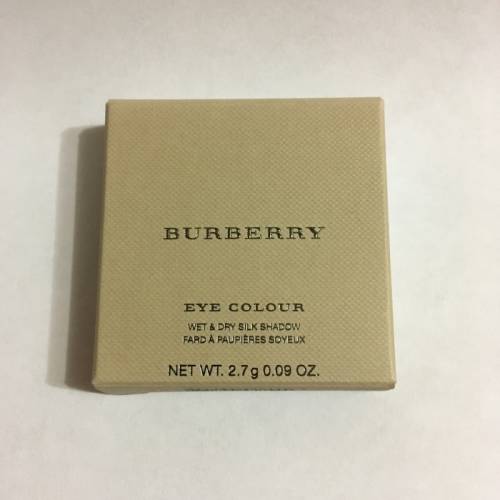 BURBERRY
EYE COLOUR
WET & DRY SILK SHADOW
FARD À PAUPIÈRES SOYEUX
NET WT. 2.7g 0.09 OZ.